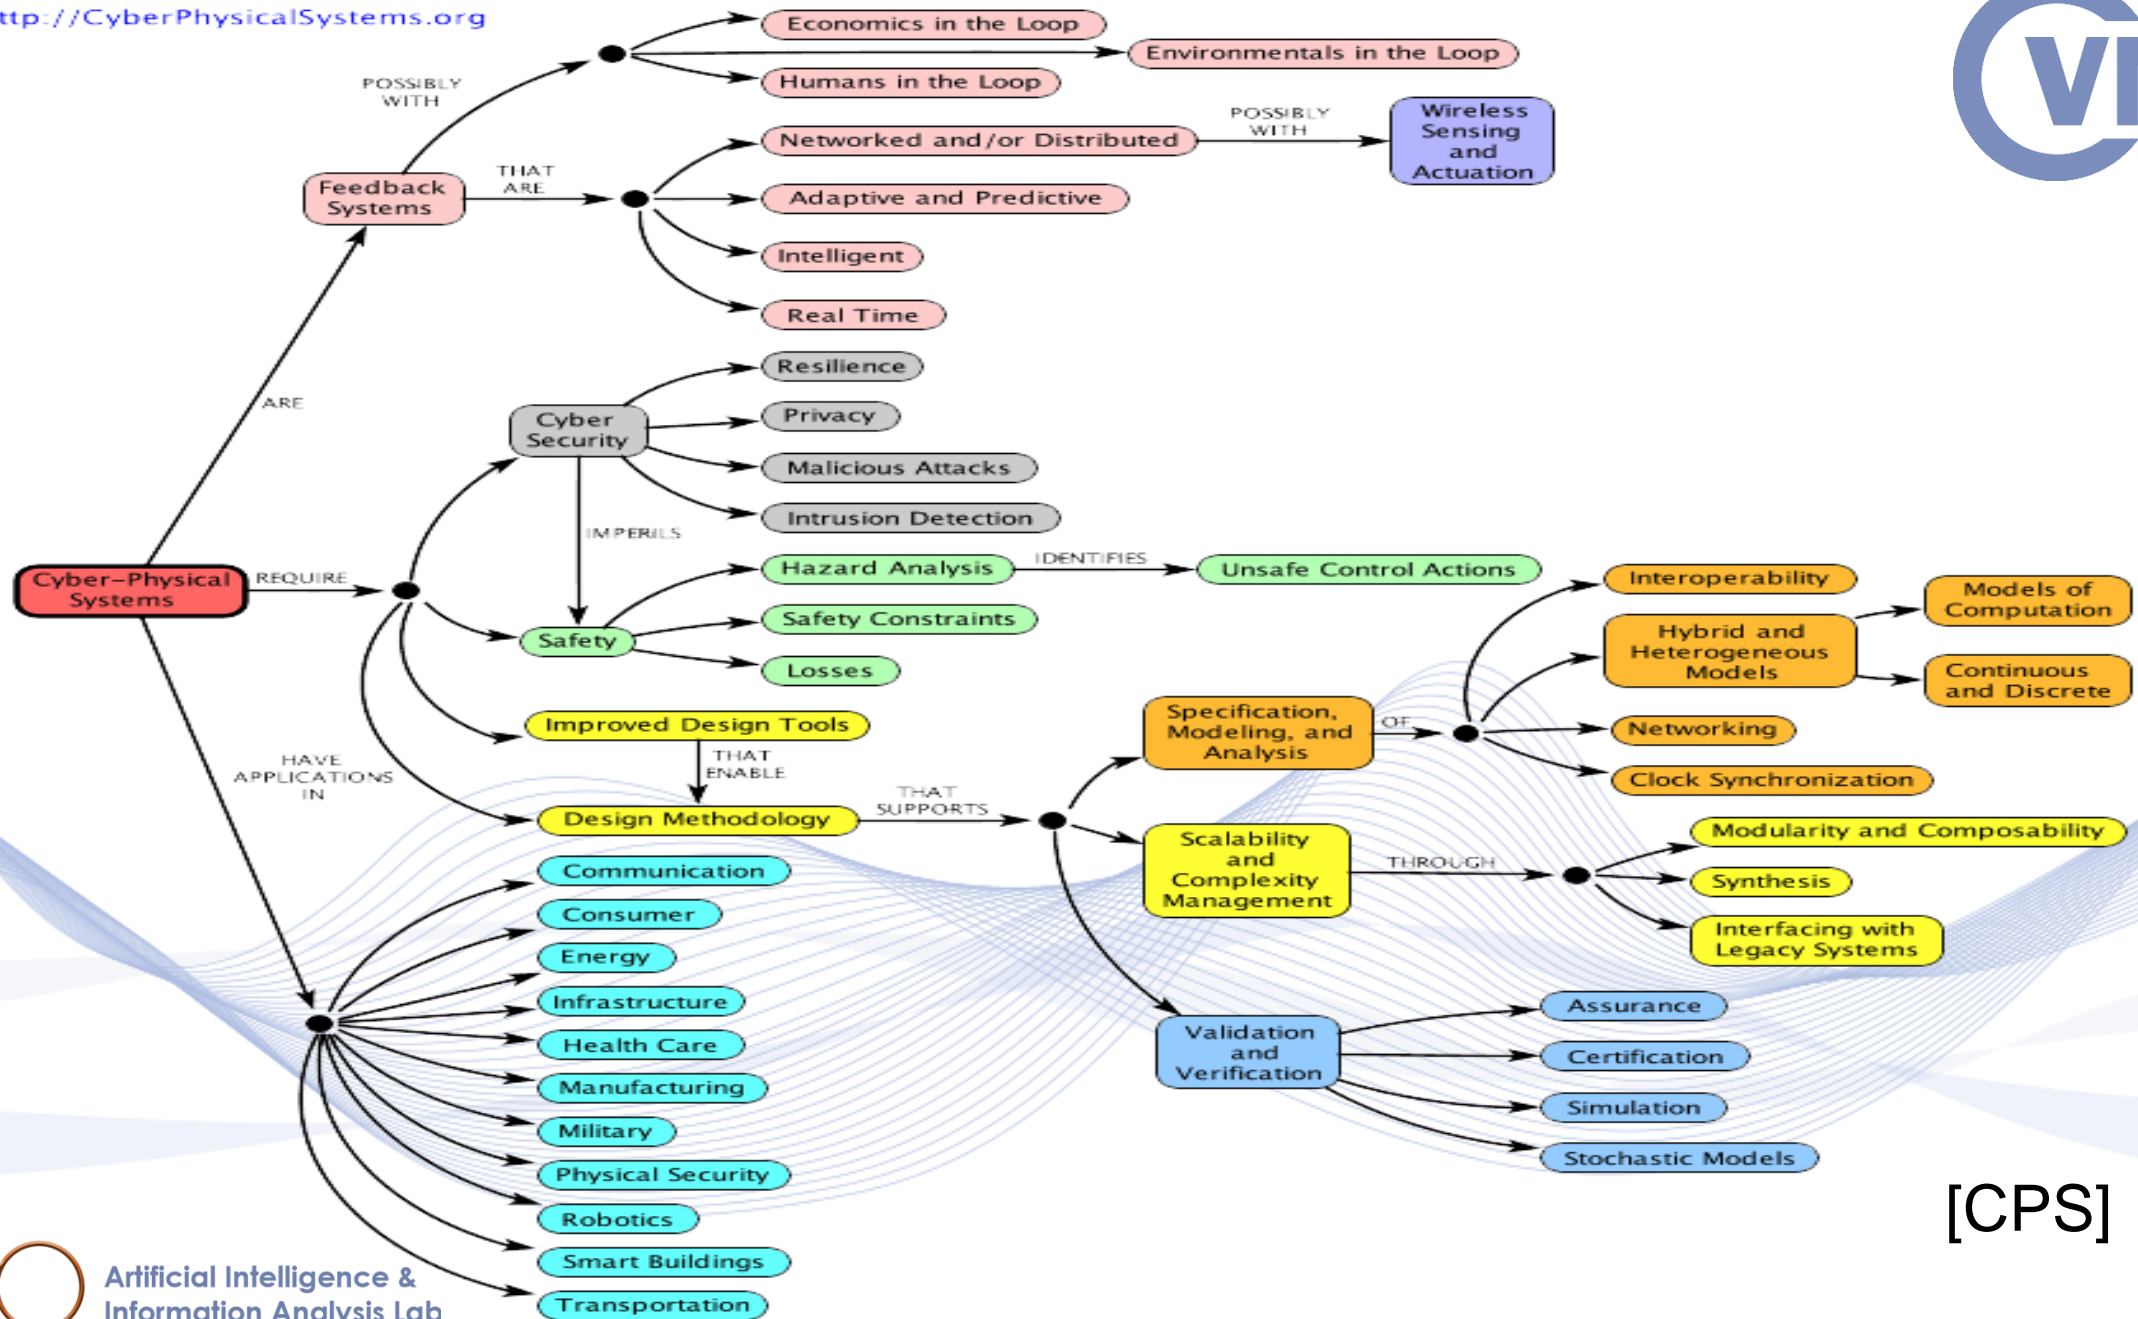 ttp://CyberPhysicalSystems.org
Economics in the Loop
Environmentals in the Loop
Humans in the Loop
POSSIBLY
WITH
Networked and/or Distributed
POSSIBLY
WITH
Wireless
Sensing
and
Actuation
Feedback
Systems
THAT
ARE
Adaptive and Predictive
Intelligent
Real Time
ARE
Resilience
Cyber
Security
Privacy
Malicious Attacks
Intrusion Detection
IMPERILS
Cyber-Physical
Systems
REQUIRE
Hazard Analysis
IDENTIFIES
Unsafe Control Actions
Safety
Safety Constraints
Losses
Interoperability
Hybrid and
Heterogeneous
Models
Models of
Computation
Continuous
and Discrete
Networking
Clock Synchronization
Improved Design Tools
THAT
ENABLE
Specification,
Modeling, and
Analysis
OF
HAVE
APPLICATIONS
IN
Design Methodology
THAT
SUPPORTS
Scalability
and
Complexity
Management
THROUGH
Modularity and Composability
Synthesis
Interfacing with
Legacy Systems
Communication
Consumer
Energy
Infrastructure
Health Care
Manufacturing
Military
Physical Security
Robotics
Smart Buildings
Transportation
Validation
and
Verification
Assurance
Certification
Simulation
Stochastic Models
[CPS]
Artificial Intelligence &
Information Analysis Lab